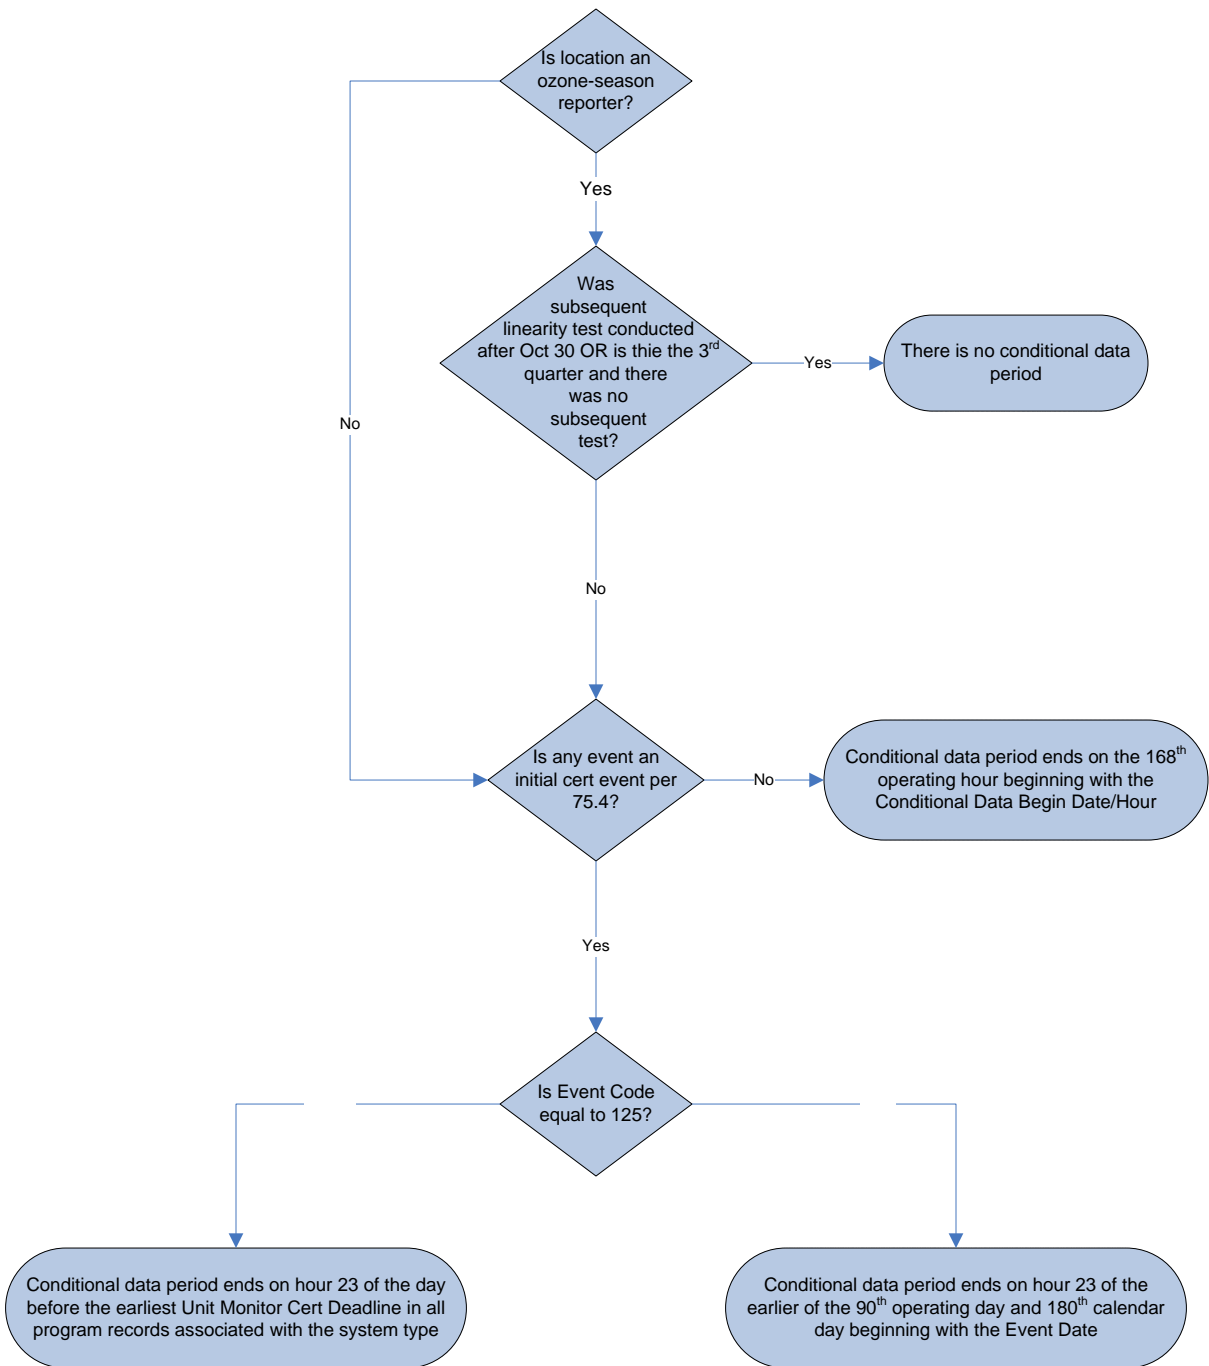 Is location an
ozone-season
reporter?
Yes
Was
subsequent
linearity test conducted
after Oct 30 OR is thie the 3rd
quarter and there
was no
subsequent
test?
Yes
There is no conditional data
period
No
No
Is any event an
initial cert event per
75.4?
No
Conditional data period ends on the 168th
operating hour beginning with the
Conditional Data Begin Date/Hour
Yes
Is Event Code
equal to 125?
Conditional data period ends on hour 23 of the day
before the earliest Unit Monitor Cert Deadline in all
program records associated with the system type
Conditional data period ends on hour 23 of the
earlier of the 90th operating day and 180th calendar
day beginning with the Event Date